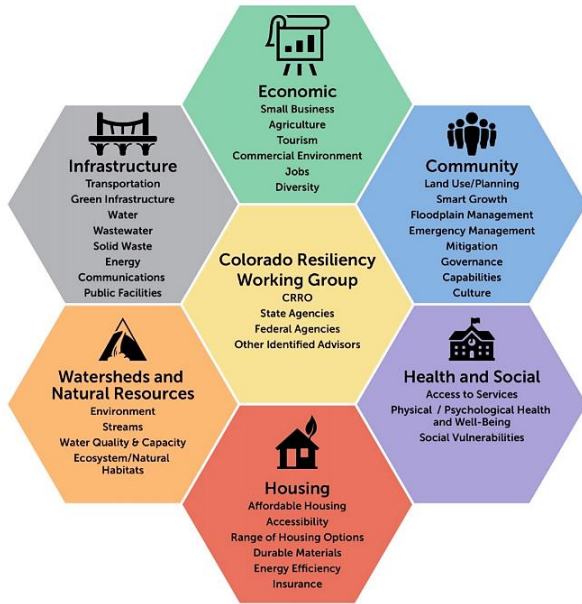 Economic
Small Business
Agriculture
Tourism
Commercial Environment
Jobs
Diversity
Infrastructure
Transportation
Green Infrastructure
Water
Wastewater
Solid Waste
Energy
Communications
Public Facilities
Community
Land Use/Planning
Smart Growth
Floodplain Management
Emergency Management
Mitigation
Governance
Capabilities
Culture
Colorado Resiliency
Working Group
CRRO
State Agencies
Federal Agencies
Other Identified Advisors
Watersheds and
Natural Resources
Environment
Streams
Water Quality & Capacity
Ecosystem/Natural
Habitats
Health and Social
Access to Services
Physical / Psychological Health
and Well-Being
Social Vulnerabilities
Housing
Affordable Housing
Accessibility
Range of Housing Options
Durable Materials
Energy Efficiency
Insurance